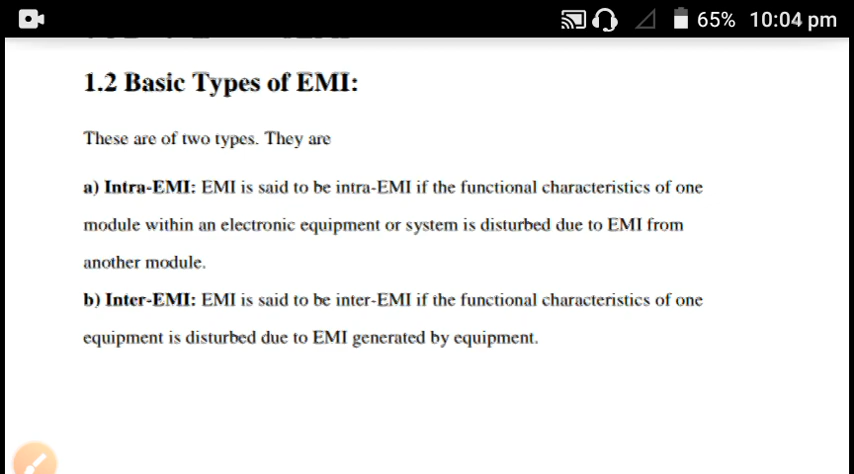 65% 10:04 pm
1.2 Basic Types of EMI:
These are of two types. They are
a) Intra-EMI: EMI is said to be intra-EMI if the functional characteristics of one
module within an electronic equipment or system is disturbed due to EMI from
another module.
b) Inter-EMI: EMI is said to be inter-EMI if the functional characteristics of one
equipment is disturbed due to EMI generated by equipment.